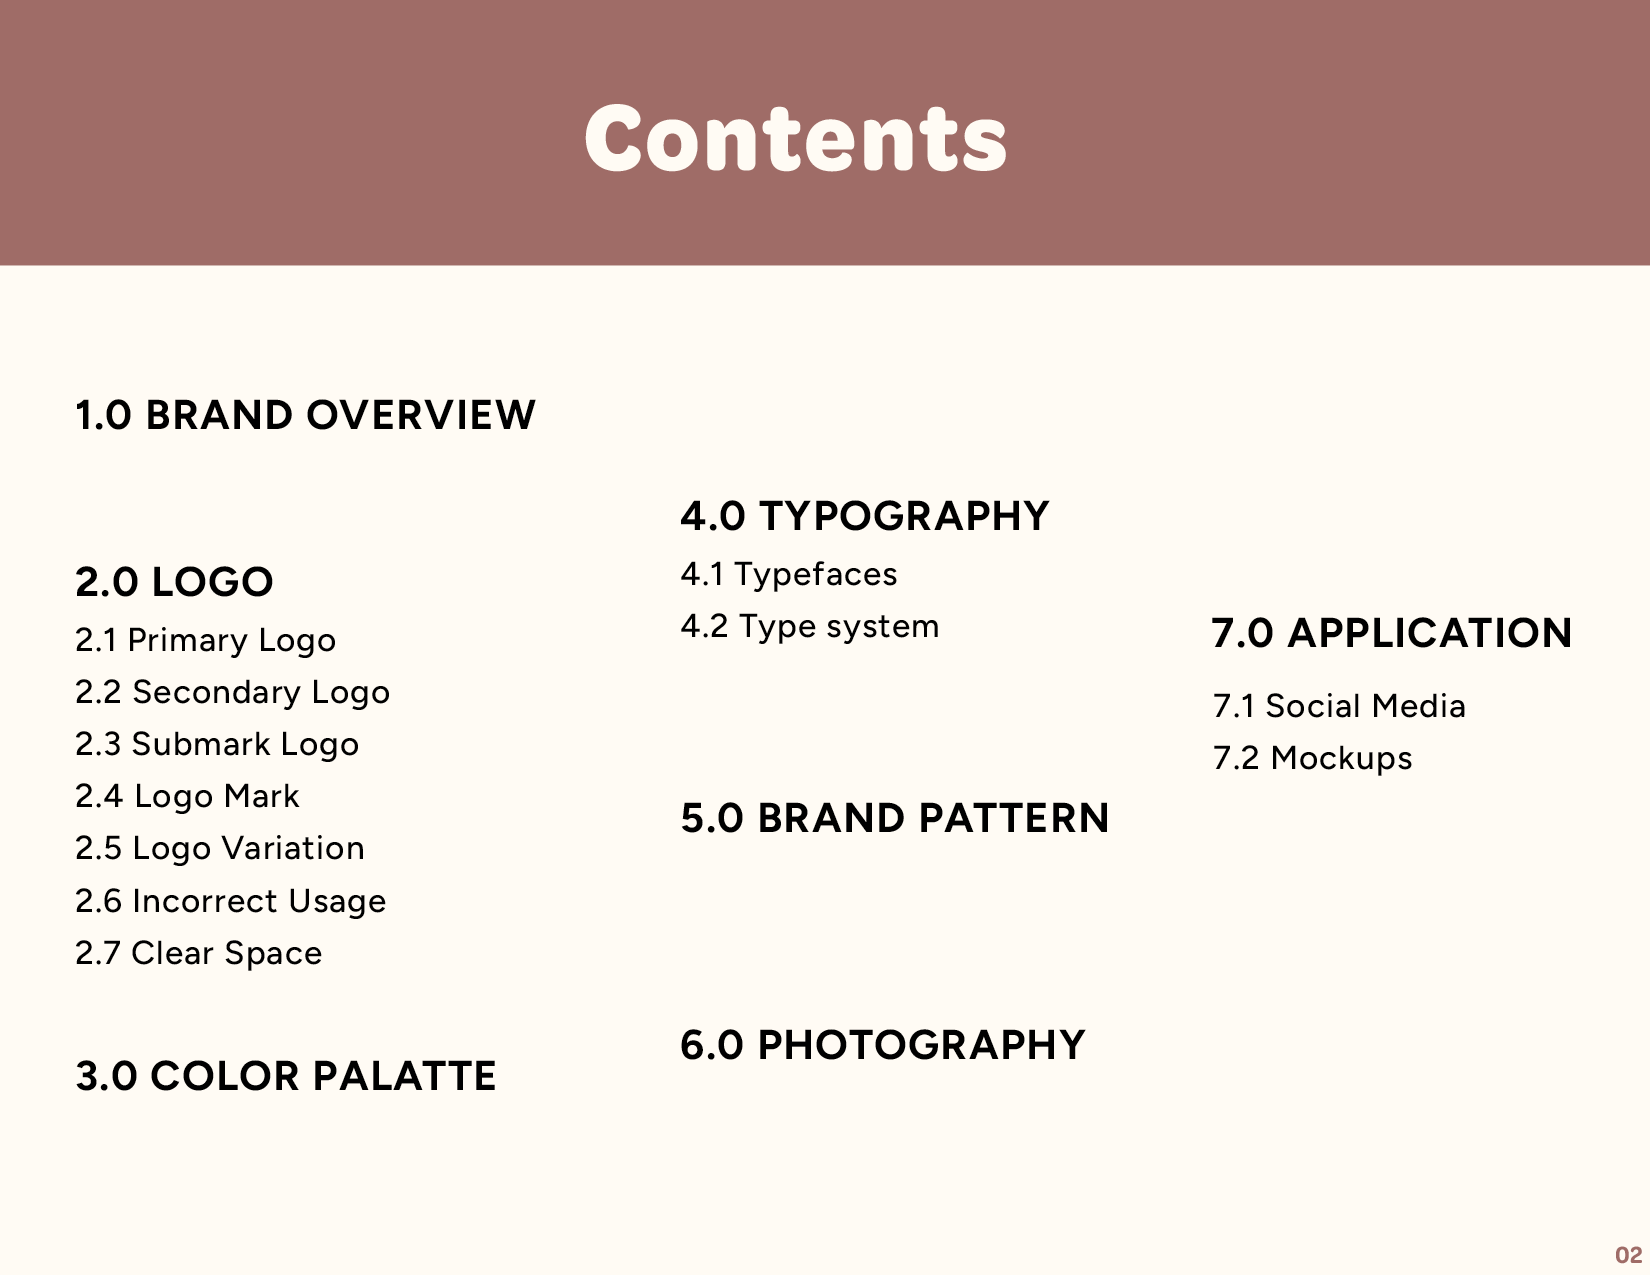 Contents
1.0 BRAND OVERVIEW
2.0 LOGO
2.1 Primary Logo
2.2 Secondary Logo
2.3 Submark Logo
2.4 Logo Mark
2.5 Logo Variation
2.6 Incorrect Usage
2.7 Clear Space
3.0 COLOR PALATTE
4.0 TYPOGRAPHY
4.1 Typefaces
4.2 Type system
5.0 BRAND PATTERN
6.0 PHOTOGRAPHY
7.0 APPLICATION
7.1 Social Media
7.2 Mockups
02